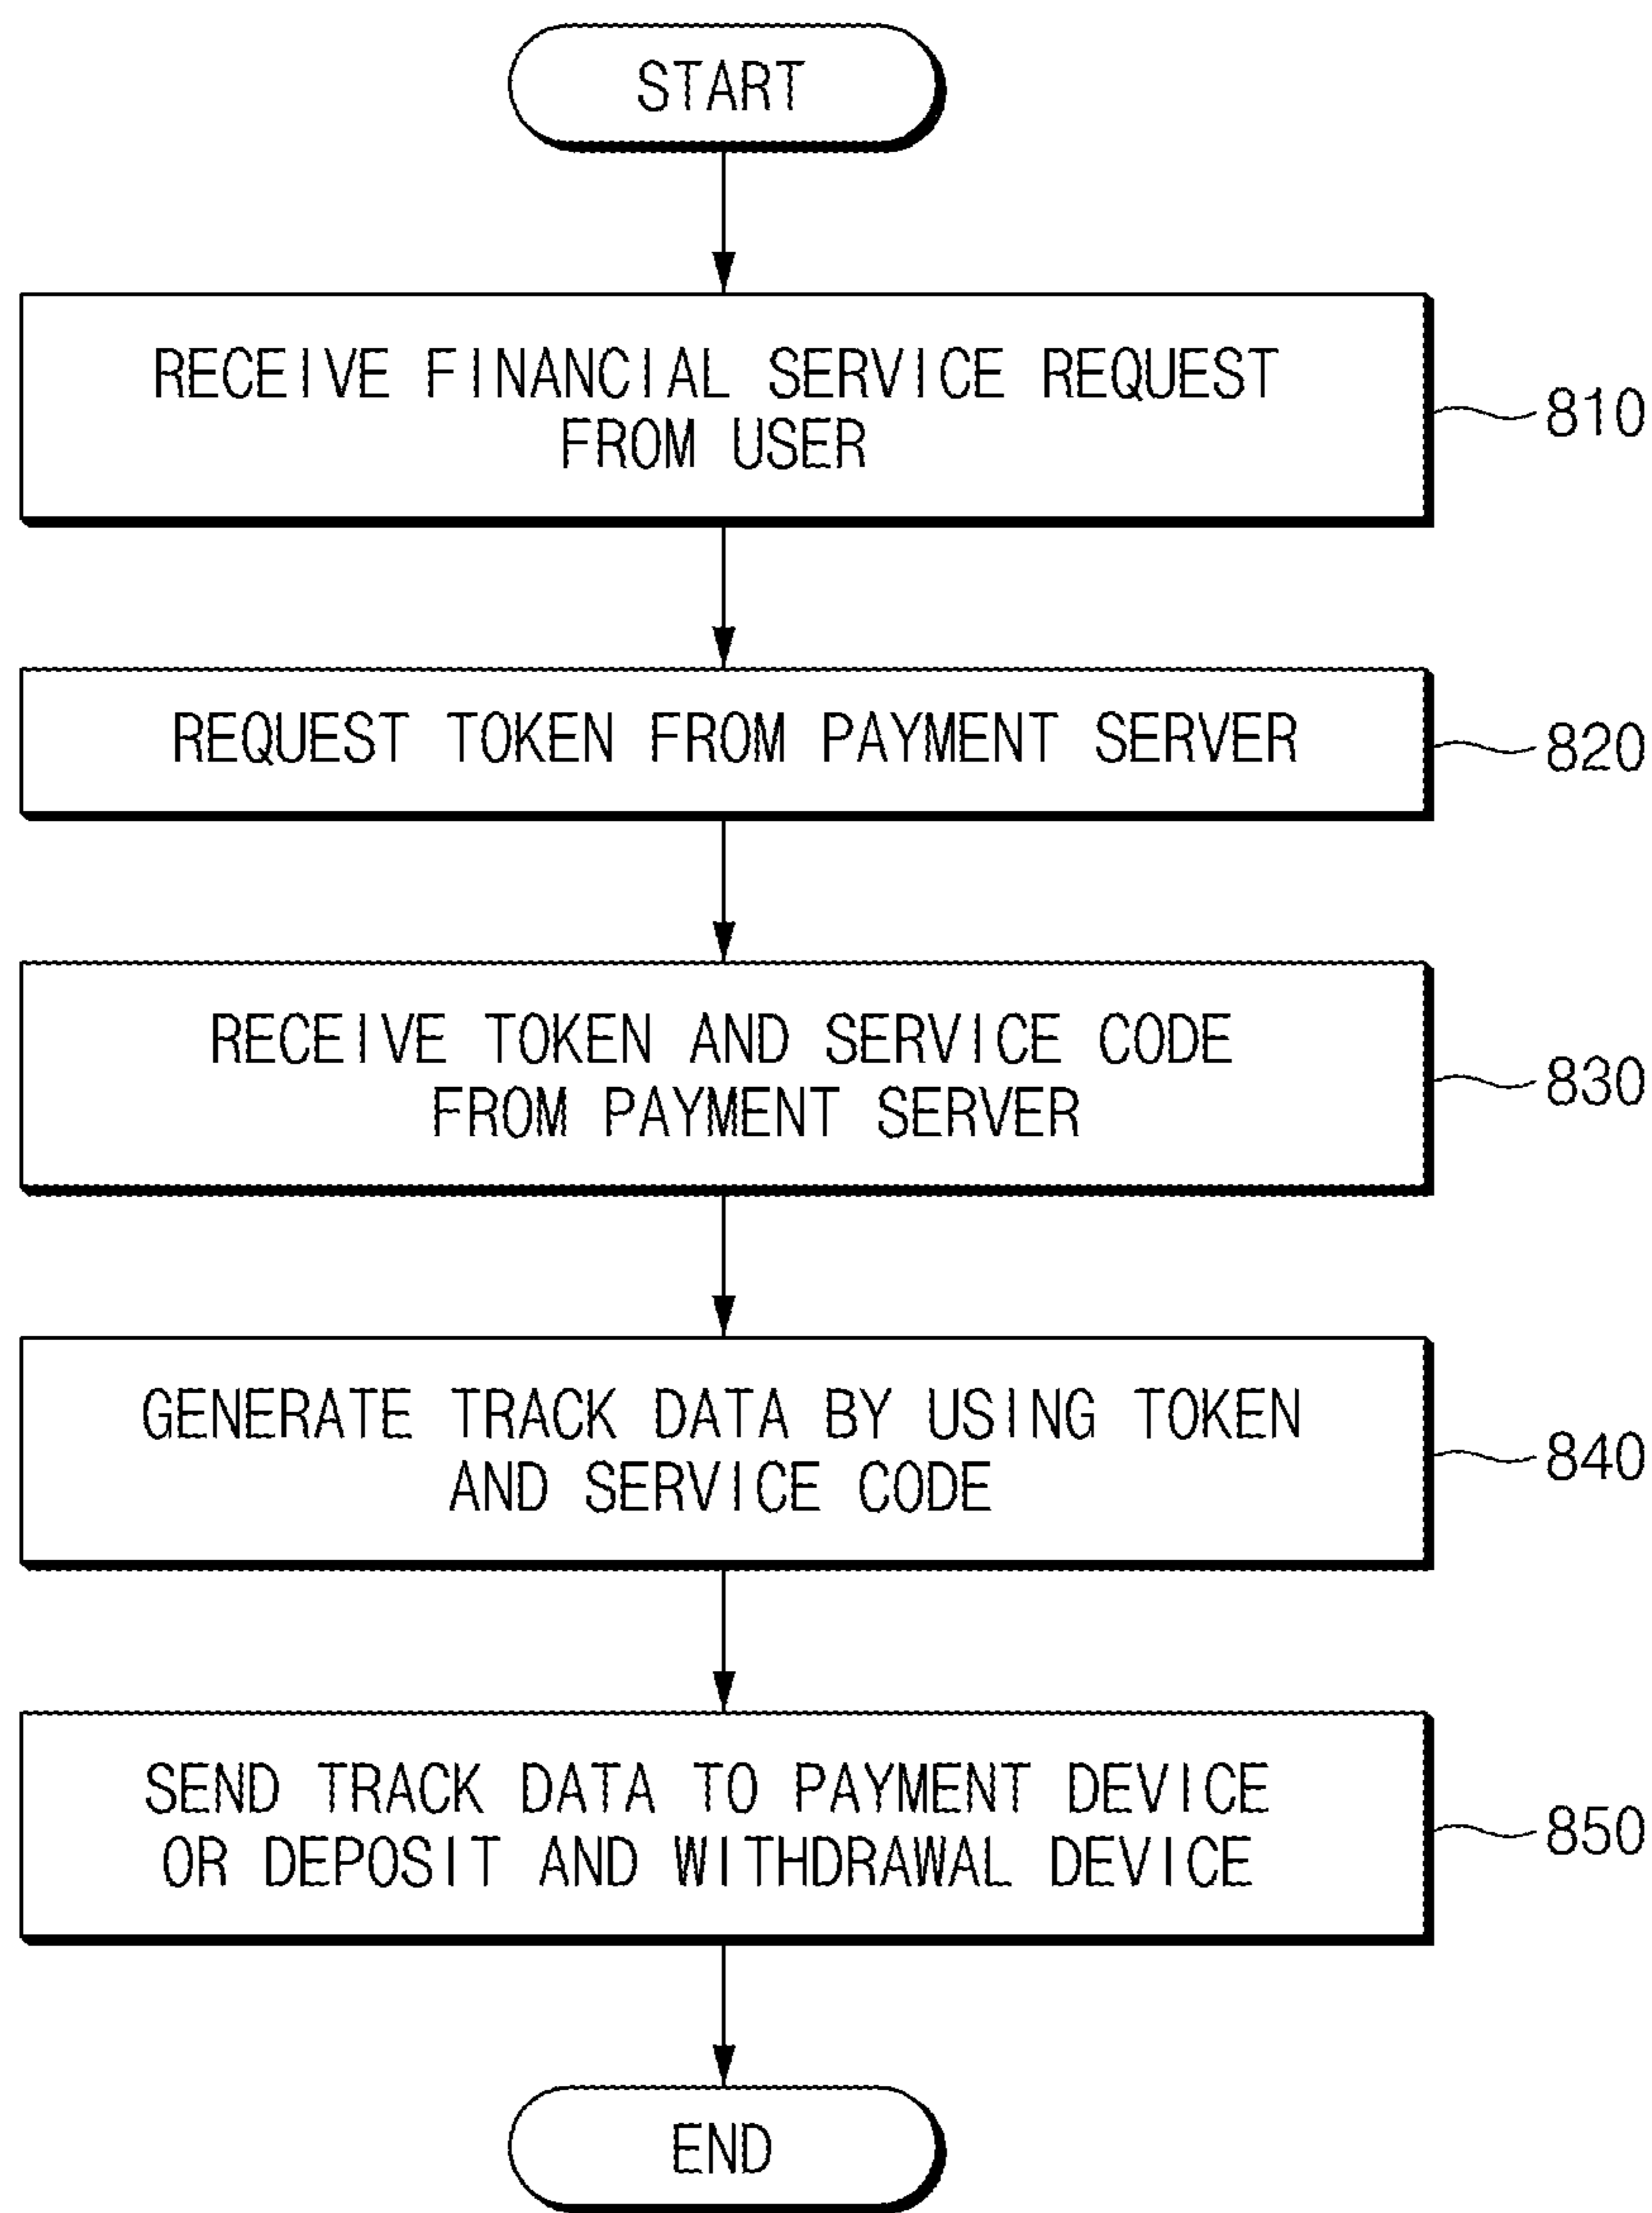 START
RECEIVE FINANCIAL SERVICE REQUEST
FROM USER
810
REQUEST TOKEN FROM PAYMENT SERVER
820
RECEIVE TOKEN AND SERVICE CODE
FROM PAYMENT SERVER
830
GENERATE TRACK DATA BY USING TOKEN
AND SERVICE CODE
840
SEND TRACK DATA TO PAYMENT DEVICE
OR DEPOSIT AND WITHDRAWAL DEVICE
850
END